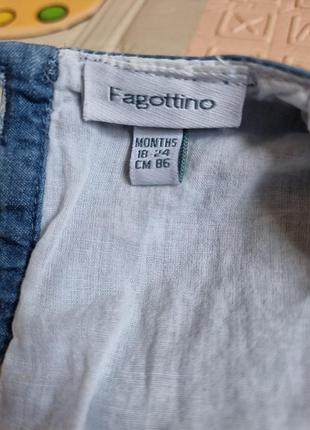 Fagottino
MONTHS
18-24
CM 86